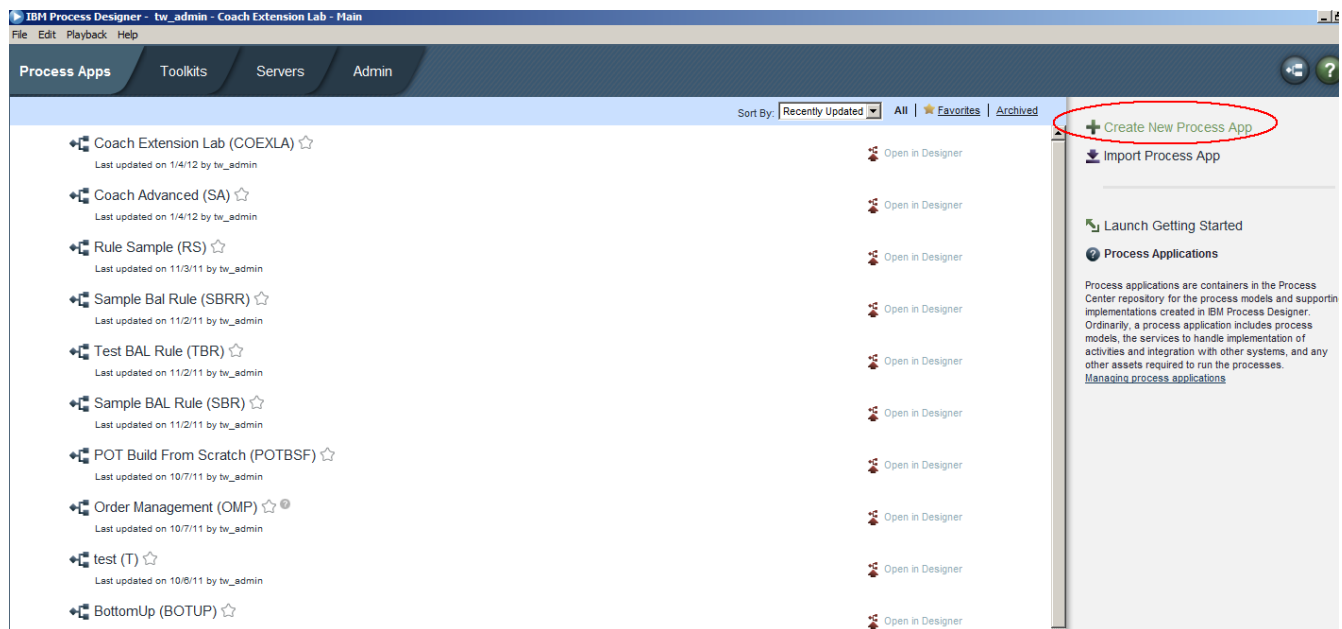 IBM Process Designer - tw_admin - Coach Extension Lab - Main
File Edit Playback Help
Process Apps Toolkits Servers Admin
Sort By: Recently Updated All | Favorites | Archived
Coach Extension Lab (COEXLA)
Last updated on 1/4/12 by tw_admin
Open in Designer
Coach Advanced (SA)
Last updated on 1/4/12 by tw_admin
Open in Designer
Rule Sample (RS)
Last updated on 11/3/11 by tw_admin
Open in Designer
Sample Bal Rule (SBRR)
Last updated on 11/2/11 by tw_admin
Open in Designer
Test BAL Rule (TBR)
Last updated on 11/2/11 by tw_admin
Open in Designer
Sample BAL Rule (SBR)
Last updated on 11/2/11 by tw_admin
Open in Designer
POT Build From Scratch (POTBSF)
Last updated on 10/7/11 by tw_admin
Open in Designer
Order Management (OMP)
Last updated on 10/7/11 by tw_admin
Open in Designer
test (T)
Last updated on 10/6/11 by tw_admin
Open in Designer
BottomUp (BOTUP)
Open in Designer
Create New Process App
Import Process App
Launch Getting Started
Process Applications
Process applications are containers in the Process
Center repository for the process models and supportin
implementations created in IBM Process Designer.
Ordinarily, a process application includes process
models, the services to handle implementation of
activities and integration with other systems, and any
other assets required to run the processes.
Managing process applications